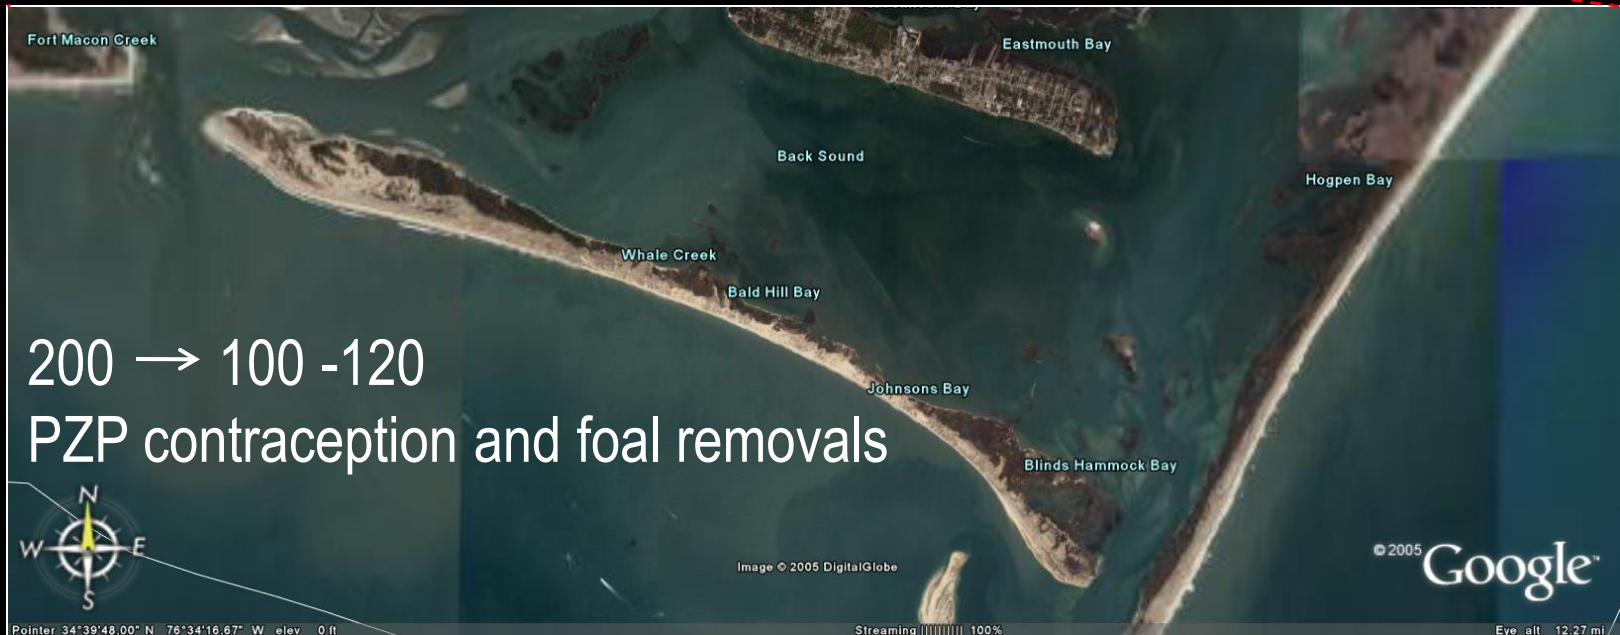 Fort Macon Creek
Eastmouth Bay
Back Sound
Hogpen Bay
Whale Creek
Bald Hill Bay
200 → 100 -120
Johnsons Bay
PZP contraception and foal removals
Blinds Hammock Bay
N
W E
S
©2005 Google™
Image © 2005 DigitalGlobe
Pointer 34°39'48.00" N 76°34'16.67" W elev 0 ft Streaming |||||||||| 100% Eye alt 12.27 mi